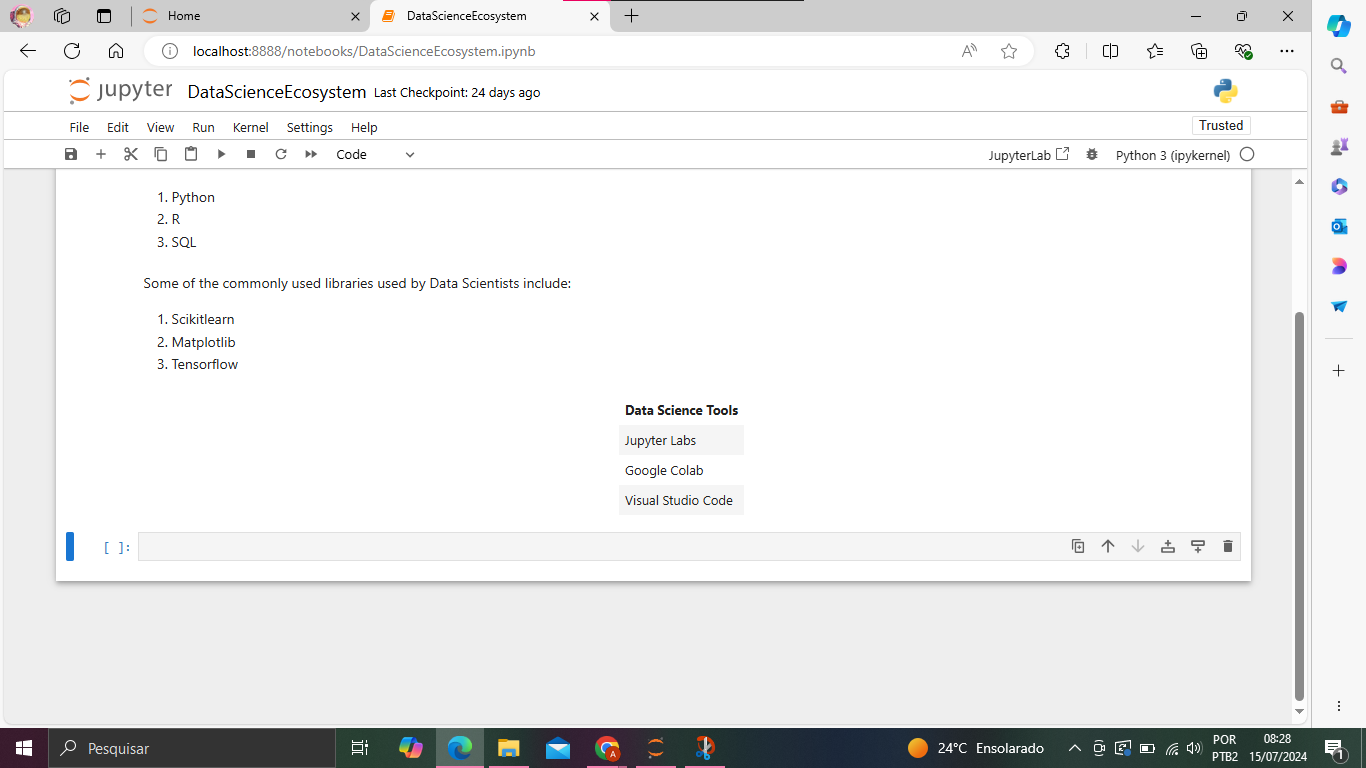 Home
DataScienceEcosystem
localhost:8888/notebooks/DataScienceEcosystem.ipynb
jupyter DataScienceEcosystem Last Checkpoint: 24 days ago
File Edit View Run Kernel Settings Help
Trusted
Code
JupyterLab
Python 3 (ipykernel)
1. Python
2. R
3. SQL
Some of the commonly used libraries used by Data Scientists include:
1. Scikitlearn
2. Matplotlib
3. Tensorflow
Data Science Tools
Jupyter Labs
Google Colab
Visual Studio Code
[ ]:
Pesquisar
24°C Ensolarado
POR
PTB2
08:28
15/07/2024
1